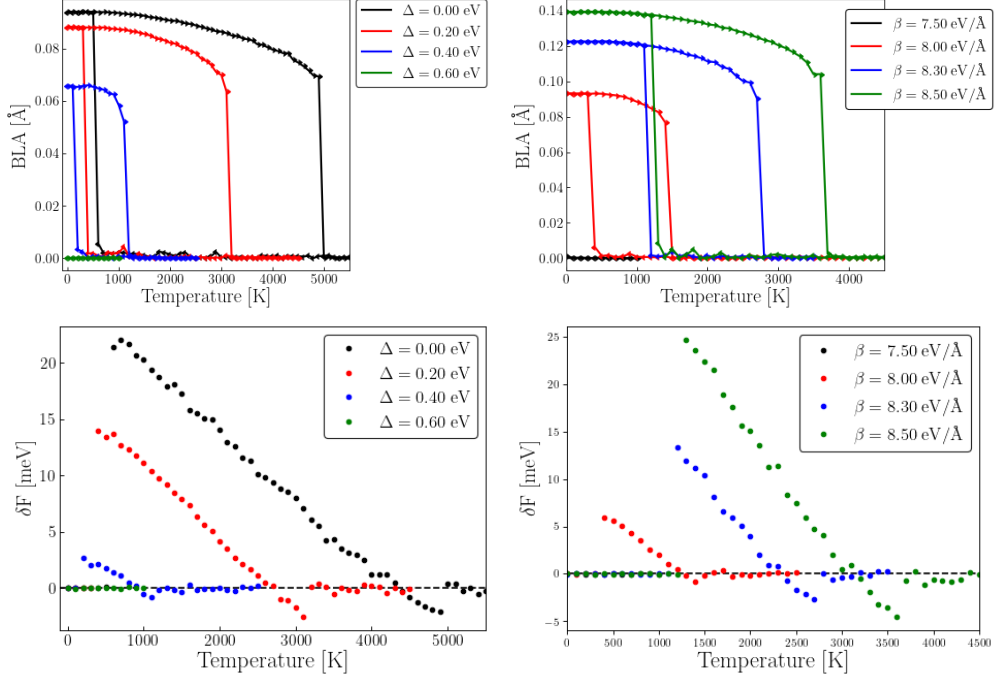 0.08
0.06
0.04
0.02
0.00
BLA [Å]
0
1000
2000
3000
4000
5000
Temperature [K]
Δ = 0.00 eV
Δ = 0.20 eV
Δ = 0.40 eV
Δ = 0.60 eV
0.14
0.12
0.10
0.08
0.06
0.04
0.02
0.00
BLA [Å]
0
1000
2000
3000
4000
Temperature [K]
β = 7.50 eV/Å
β = 8.00 eV/Å
β = 8.30 eV/Å
β = 8.50 eV/Å
20
15
10
5
0
δF [meV]
0
1000
2000
3000
4000
5000
Temperature [K]
Δ = 0.00 eV
Δ = 0.20 eV
Δ = 0.40 eV
Δ = 0.60 eV
25
20
15
10
5
0
−5
δF [meV]
0
500
1000
1500
2000
2500
3000
3500
4000
4500
Temperature [K]
β = 7.50 eV/Å
β = 8.00 eV/Å
β = 8.30 eV/Å
β = 8.50 eV/Å